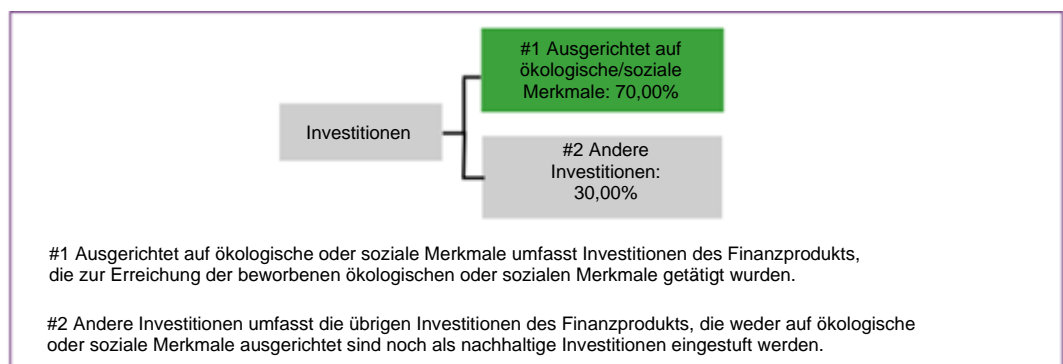 #1 Ausgerichtet auf
ökologische/soziale
Merkmale: 70,00%
Investitionen
#2 Andere
Investitionen:
30,00%
#1 Ausgerichtet auf ökologische oder soziale Merkmale umfasst Investitionen des Finanzprodukts,
die zur Erreichung der beworbenen ökologischen oder sozialen Merkmale getätigt wurden.
#2 Andere Investitionen umfasst die übrigen Investitionen des Finanzprodukts, die weder auf ökologische
oder soziale Merkmale ausgerichtet sind noch als nachhaltige Investitionen eingestuft werden.